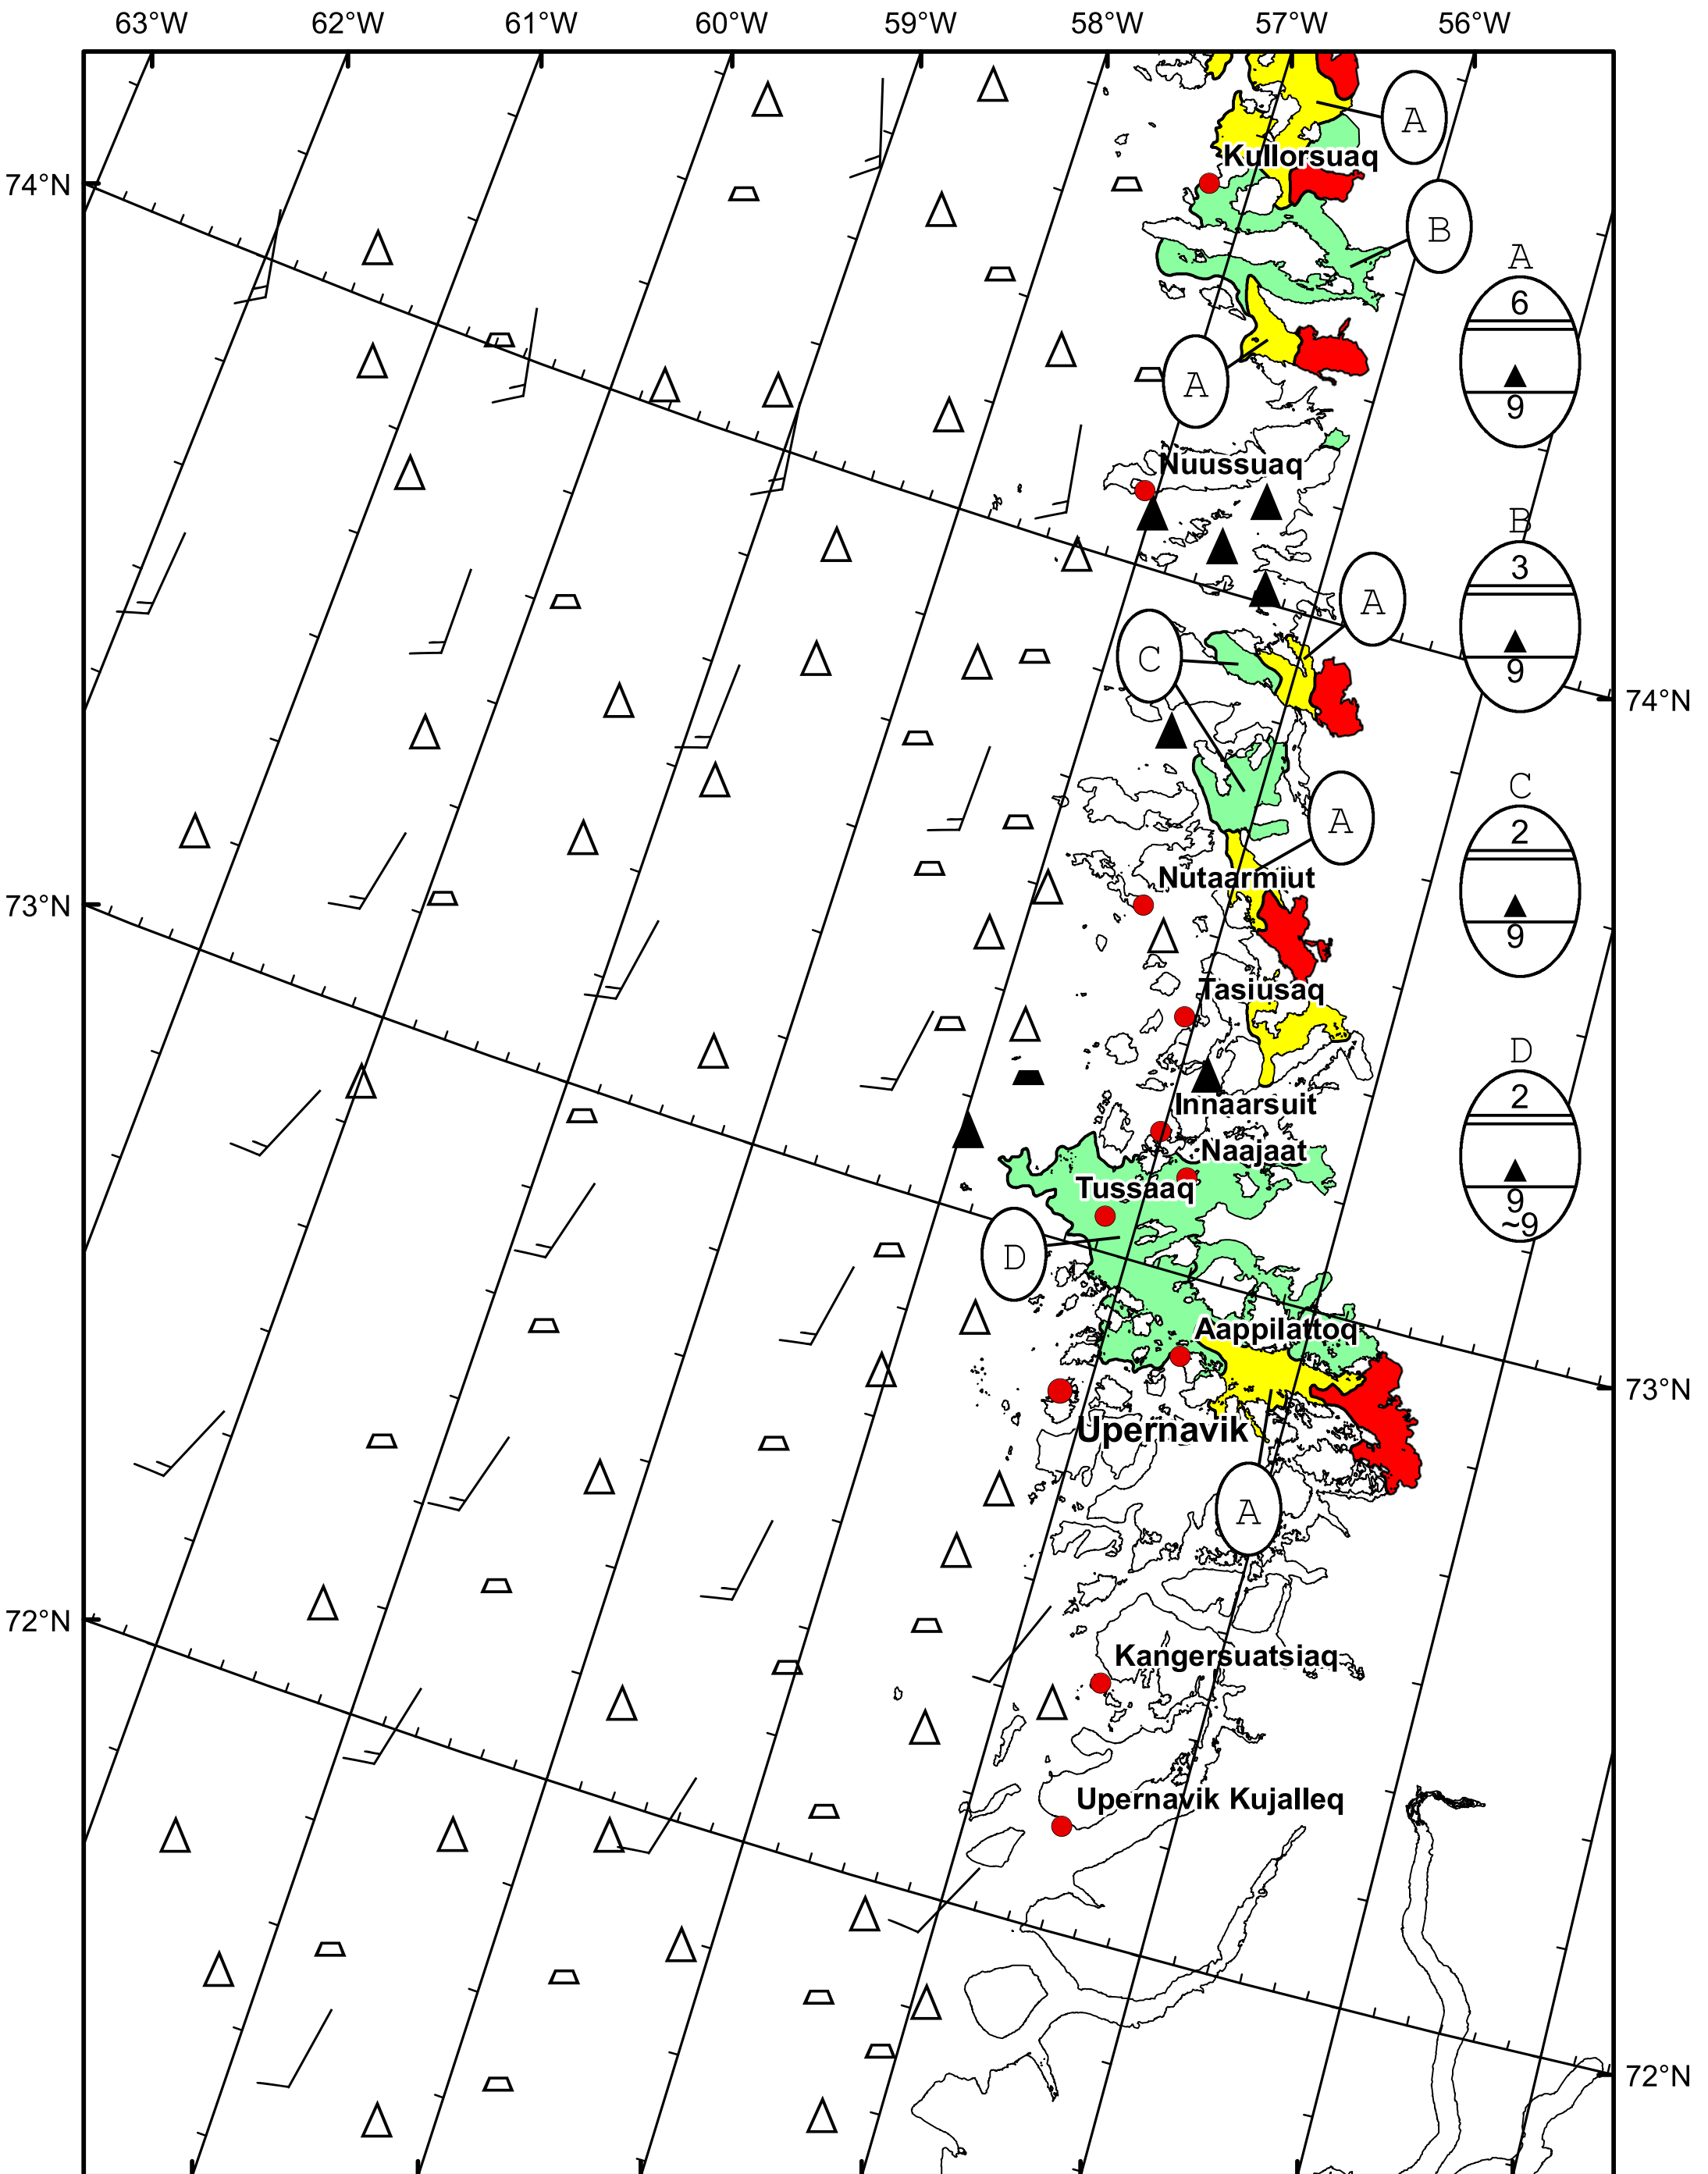 63°W 62°W 61°W 60°W 59°W 58°W 57°W 56°W
A
Kullorsuaq
74°N
B
A
6
9
A
Nuussuaq
B
3
9
A
C
74°N
C
2
9
A
Nutaarmiut
73°N
Tasiusaq
D
2
9
~9
Innaarsuit
Naajaat
Tussaaq
D
Aappilattoq
73°N
Upernavik
A
72°N
Kangersuatsiaq
Upernavik Kujalleq
72°N